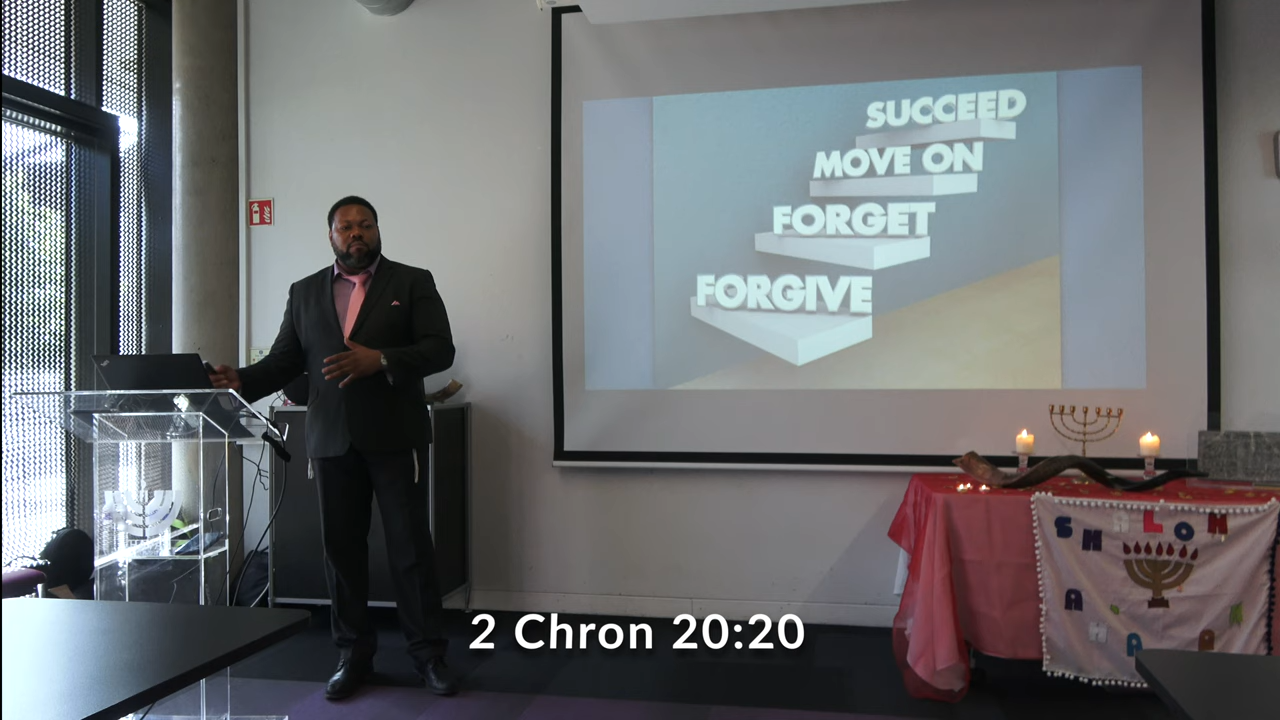 SUCCEED
MOVE ON
FORGET
FORGIVE
SHALOM
2 Chron 20:20